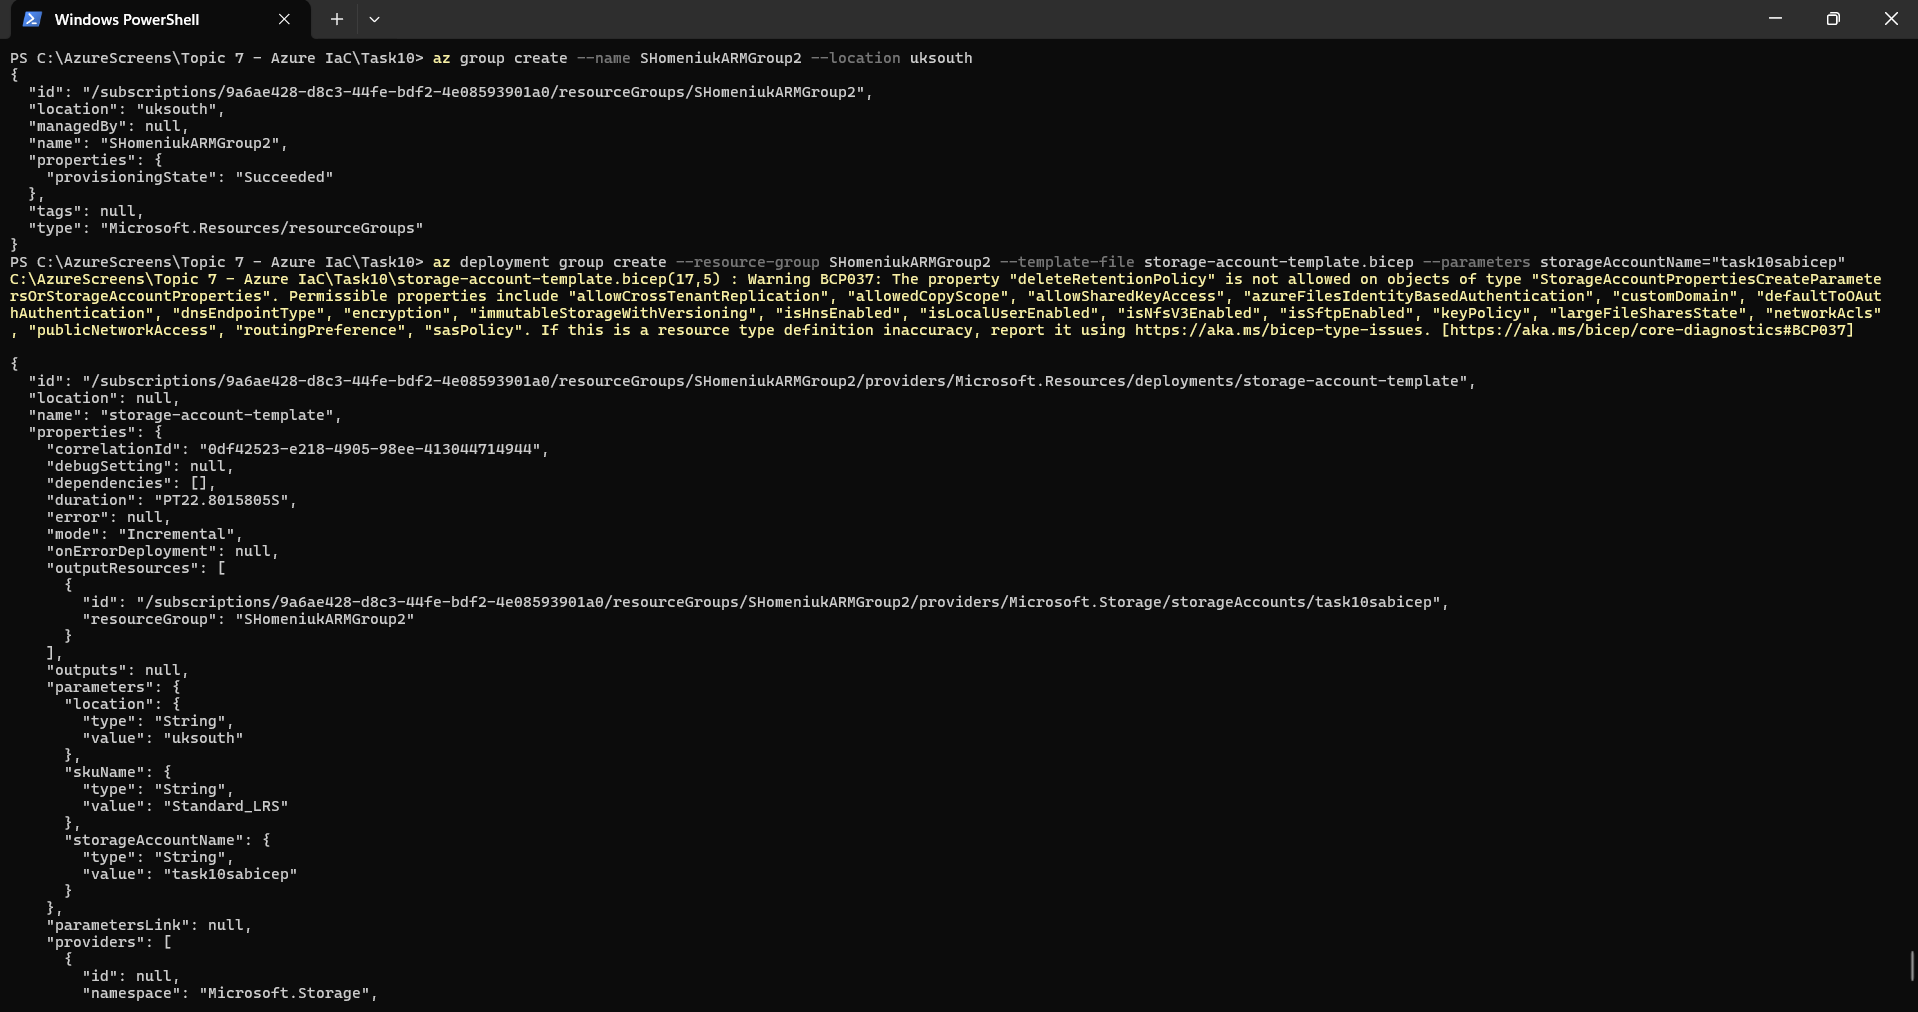 Windows PowerShell
PS C:\AzureScreens\Topic 7 - Azure IaC\Task10> az group create --name SHomeniukARMGroup2 --location uksouth
{
  "id": "/subscriptions/9a6ae428-d8c3-44fe-bdf2-4e08593901a0/resourceGroups/SHomeniukARMGroup2",
  "location": "uksouth",
  "managedBy": null,
  "name": "SHomeniukARMGroup2",
  "properties": {
    "provisioningState": "Succeeded"
  },
  "tags": null,
  "type": "Microsoft.Resources/resourceGroups"
}
PS C:\AzureScreens\Topic 7 - Azure IaC\Task10> az deployment group create --resource-group SHomeniukARMGroup2 --template-file storage-account-template.bicep --parameters storageAccountName="task10sabicep"
C:\AzureScreens\Topic 7 - Azure IaC\Task10\storage-account-template.bicep(17,5) : Warning BCP037: The property "deleteRetentionPolicy" is not allowed on objects of type "StorageAccountPropertiesCreateParamete
rsOrStorageAccountProperties". Permissible properties include "allowCrossTenantReplication", "allowedCopyScope", "allowSharedKeyAccess", "azureFilesIdentityBasedAuthentication", "customDomain", "defaultToOAut
hAuthentication", "dnsEndpointType", "encryption", "immutableStorageWithVersioning", "isHnsEnabled", "isLocalUserEnabled", "isNfsV3Enabled", "isSftpEnabled", "keyPolicy", "largeFileSharesState", "networkAcls"
, "publicNetworkAccess", "routingPreference", "sasPolicy". If this is a resource type definition inaccuracy, report it using https://aka.ms/bicep-type-issues. [https://aka.ms/bicep/core-diagnostics#BCP037]
{
  "id": "/subscriptions/9a6ae428-d8c3-44fe-bdf2-4e08593901a0/resourceGroups/SHomeniukARMGroup2/providers/Microsoft.Resources/deployments/storage-account-template",
  "location": null,
  "name": "storage-account-template",
  "properties": {
    "correlationId": "0df42523-e218-4905-98ee-413044714944",
    "debugSetting": null,
    "dependencies": [],
    "duration": "PT22.8015805S",
    "error": null,
    "mode": "Incremental",
    "onErrorDeployment": null,
    "outputResources": [
      {
        "id": "/subscriptions/9a6ae428-d8c3-44fe-bdf2-4e08593901a0/resourceGroups/SHomeniukARMGroup2/providers/Microsoft.Storage/storageAccounts/task10sabicep",
        "resourceGroup": "SHomeniukARMGroup2"
      }
    ],
    "outputs": null,
    "parameters": {
      "location": {
        "type": "String",
        "value": "uksouth"
      },
      "skuName": {
        "type": "String",
        "value": "Standard_LRS"
      },
      "storageAccountName": {
        "type": "String",
        "value": "task10sabicep"
      }
    },
    "parametersLink": null,
    "providers": [
      {
        "id": null,
        "namespace": "Microsoft.Storage",